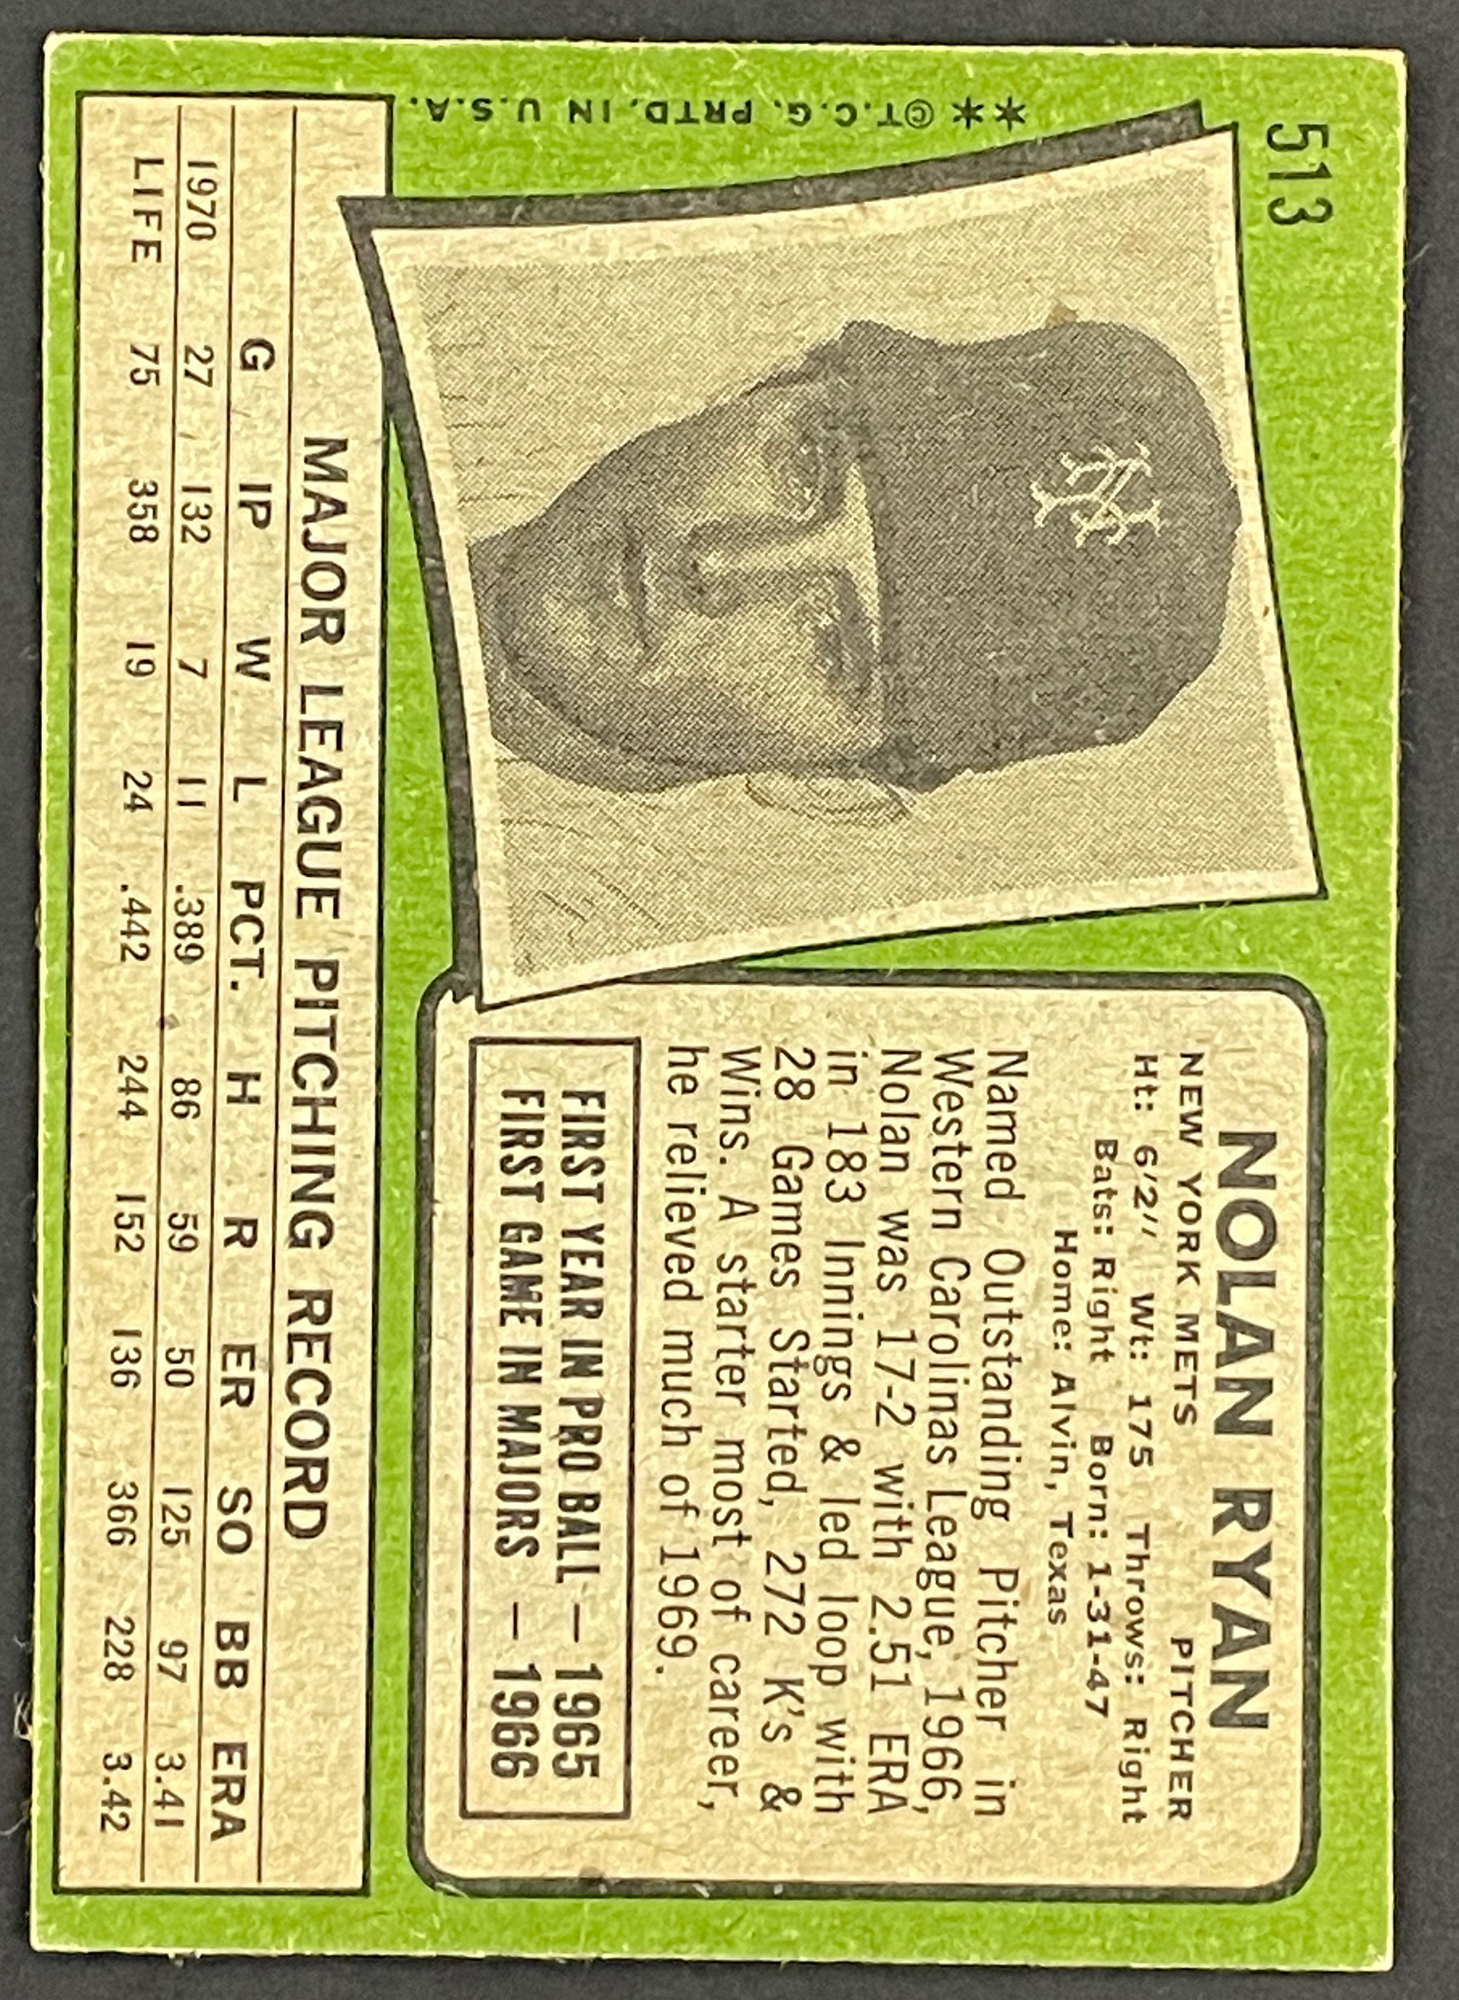 513
**©T.C.G. PRTD. IN U.S.A.
NY
NOLAN RYAN
NEW YORK METS PITCHER
Ht: 6'2" Wt: 175 Throws: Right
Bats: Right Born: 1-31-47
Home: Alvin, Texas
Named Outstanding Pitcher in
Western Carolinas League, 1966,
Nolan was 17-2 with 2.51 ERA
in 183 Innings & led loop with
28 Games Started, 272 K's &
Wins. A starter most of career,
he relieved much of 1969.
FIRST YEAR IN PRO BALL — 1965
FIRST GAME IN MAJORS — 1966
MAJOR LEAGUE PITCHING RECORD
G IP W L PCT. H R ER SO BB ERA
1970 27 132 7 11 .389 86 59 50 125 97 3.41
LIFE 75 358 19 24 .442 244 152 136 366 228 3.42